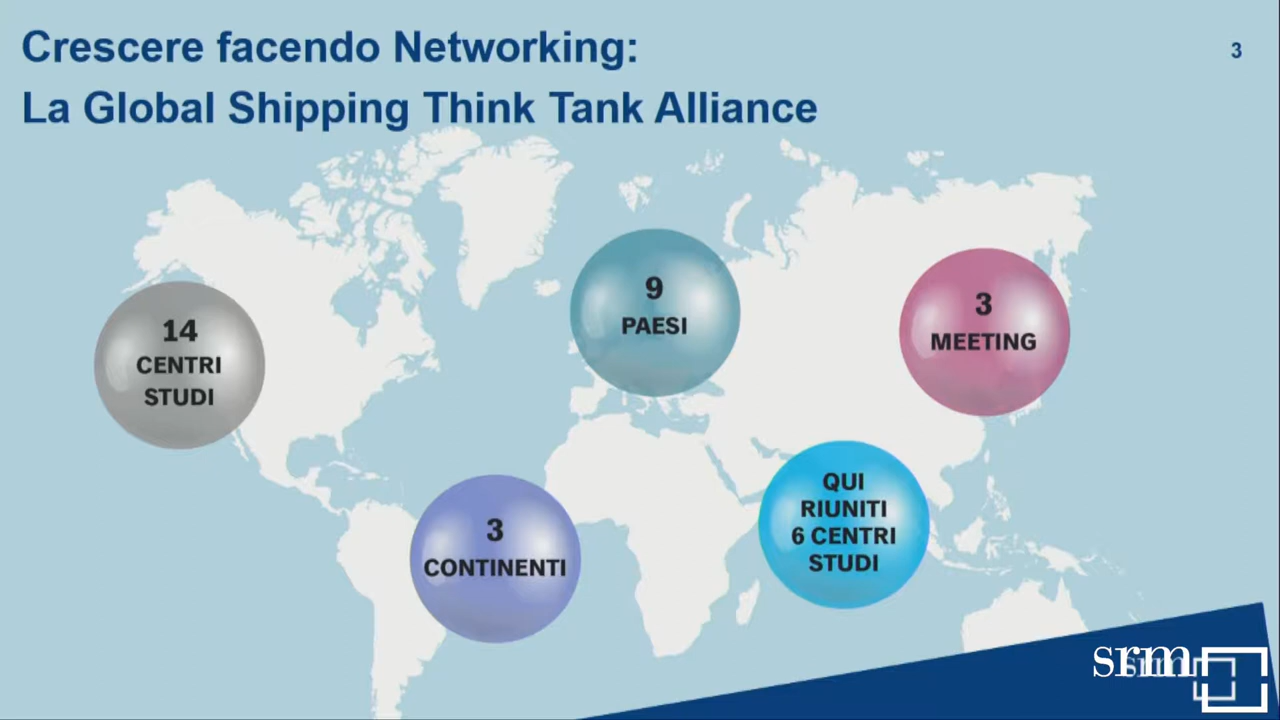 Crescere facendo Networking:
3
La Global Shipping Think Tank Alliance
14
CENTRI
STUDI
9
PAESI
3
MEETING
3
CONTINENTI
QUI
RIUNITI
6 CENTRI
STUDI
srm
srm